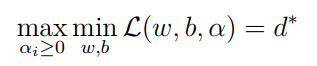 max min ℒ(w, b, α) = d*
αᵢ≥0 w,b